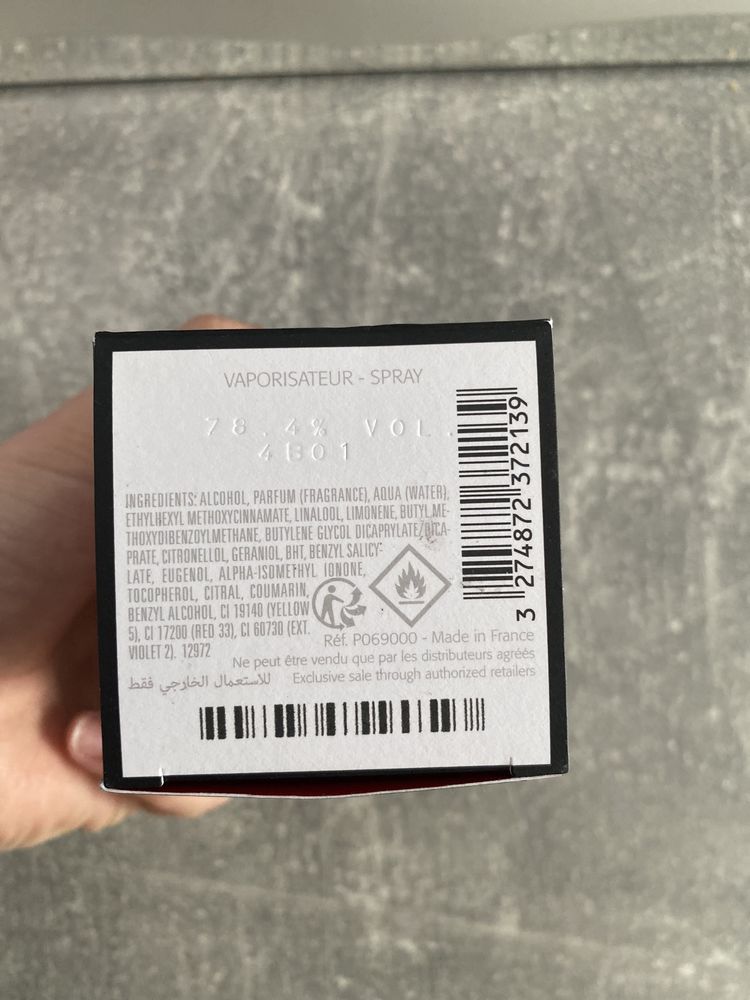 VAPORISATEUR - SPRAY
78.4% VOL.
4B01
INGREDIENTS: ALCOHOL, PARFUM (FRAGRANCE), AQUA (WATER),
ETHYLHEXYL METHOXYCINNAMATE, LINALOOL, LIMONENE, BUTYL ME-
THOXYDIBENZOYLMETHANE, BUTYLENE GLYCOL DICAPRYLATE/DICA-
PRATE, CITRONELLOL, GERANIOL, BHT, BENZYL SALICY-
LATE, EUGENOL, ALPHA-ISOMETHYL IONONE,
TOCOPHEROL, CITRAL, COUMARIN,
BENZYL ALCOHOL, CI 19140 (YELLOW
5), CI 17200 (RED 33), CI 60730 (EXT.
VIOLET 2). 12972
Réf. P069000 - Made in France
Ne peut être vendu que par les distributeurs agréés
Exclusive sale through authorized retailers
للاستعمال الخارجي فقط
3 274872 372139